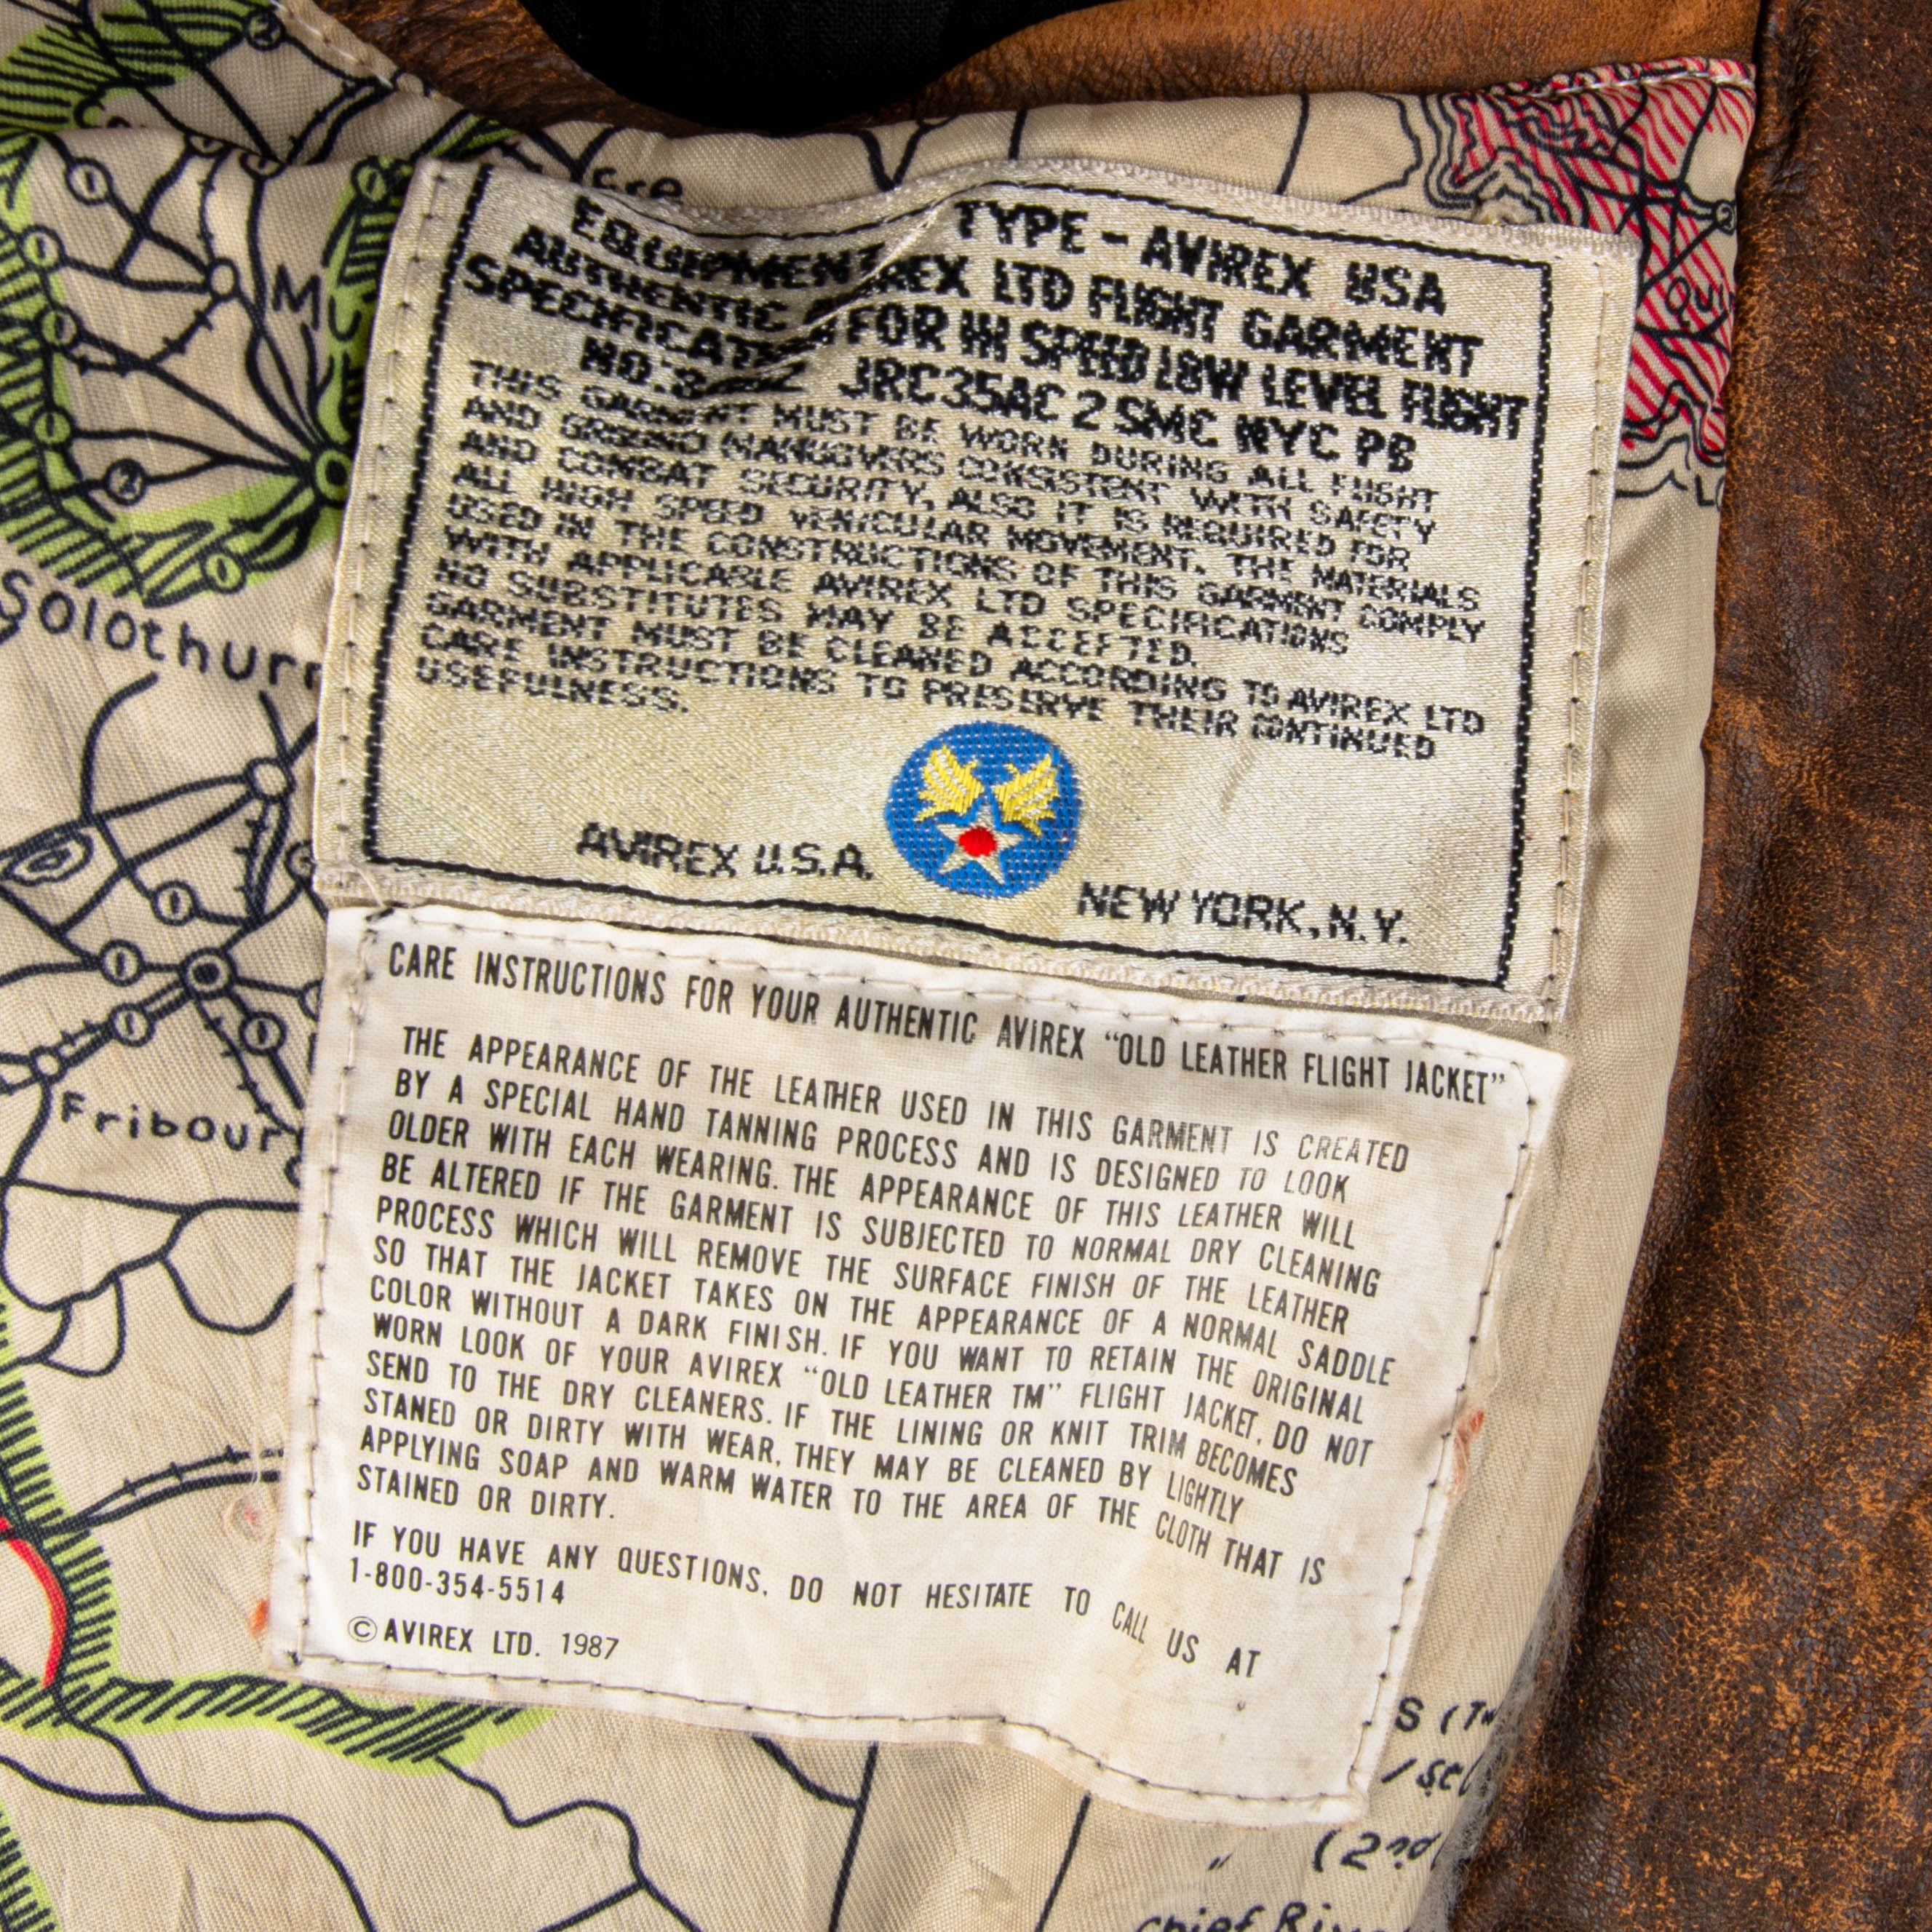 EQUIPMENT TYPE - AVIREX USA
AUTHENTIC AVIREX LTD FLIGHT GARMENT
SPECIFICATION FOR HI SPEED LOW LEVEL FLIGHT
JRC35AC 2 SMC NYC PB
THIS GARMENT MUST BE WORN DURING ALL FLIGHT
AND GROUND MANUOVERS CONSISTENT WITH SAFETY
AND COMBAT SECURITY, ALSO IT IS REQUIRED FOR
ALL HIGH SPEED VEHICULAR MOVEMENT. THE MATERIALS
USED IN THE CONSTRUCTIONS OF THIS GARMENT COMPLY
WITH APPLICABLE AVIREX LTD SPECIFICATIONS
NO SUBSTITUTES MAY BE ACCEPTED.
GARMENT MUST BE CLEANED ACCORDING TO AVIREX LTD
CARE INSTRUCTIONS TO PRESERVE THEIR CONTINUED
USEFULNESS.
AVIREX U.S.A.
NEW YORK, N.Y.
CARE INSTRUCTIONS FOR YOUR AUTHENTIC AVIREX “OLD LEATHER FLIGHT JACKET”
THE APPEARANCE OF THE LEATHER USED IN THIS GARMENT IS CREATED
BY A SPECIAL HAND TANNING PROCESS AND IS DESIGNED TO LOOK
OLDER WITH EACH WEARING. THE APPEARANCE OF THIS LEATHER WILL
BE ALTERED IF THE GARMENT IS SUBJECTED TO NORMAL DRY CLEANING
PROCESS WHICH WILL REMOVE THE SURFACE FINISH OF THE LEATHER
SO THAT THE JACKET TAKES ON THE APPEARANCE OF A NORMAL SADDLE
COLOR WITHOUT A DARK FINISH. IF YOU WANT TO RETAIN THE ORIGINAL
WORN LOOK OF YOUR AVIREX “OLD LEATHER TM” FLIGHT JACKET, DO NOT
SEND TO THE DRY CLEANERS. IF THE LINING OR KNIT TRIM BECOMES
STANED OR DIRTY WITH WEAR, THEY MAY BE CLEANED BY LIGHTLY
APPLYING SOAP AND WARM WATER TO THE AREA OF THE CLOTH THAT IS
STAINED OR DIRTY.
IF YOU HAVE ANY QUESTIONS, DO NOT HESITATE TO CALL US AT
1-800-354-5514
© AVIREX LTD. 1987
Solothurn
Fribourg
(2nd
Chief